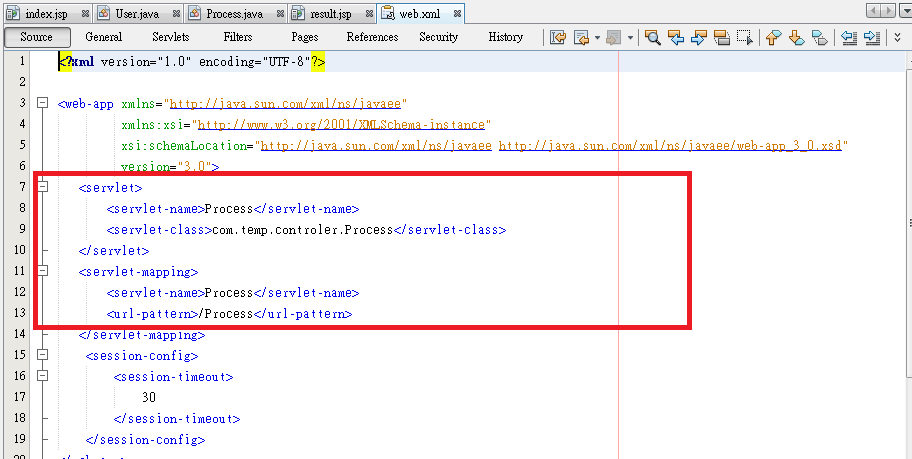 index.jsp User.java Process.java result.jsp web.xml
Source General Servlets Filters Pages References Security History
1 <?xml version="1.0" encoding="UTF-8"?>
2
3 <web-app xmlns="http://java.sun.com/xml/ns/javaee"
4 xmlns:xsi="http://www.w3.org/2001/XMLSchema-instance"
5 xsi:schemaLocation="http://java.sun.com/xml/ns/javaee http://java.sun.com/xml/ns/javaee/web-app_3_0.xsd"
6 version="3.0">
7 <servlet>
8 <servlet-name>Process</servlet-name>
9 <servlet-class>com.temp.controler.Process</servlet-class>
10 </servlet>
11 <servlet-mapping>
12 <servlet-name>Process</servlet-name>
13 <url-pattern>/Process</url-pattern>
14 </servlet-mapping>
15 <session-config>
16 <session-timeout>
17 30
18 </session-timeout>
19 </session-config>